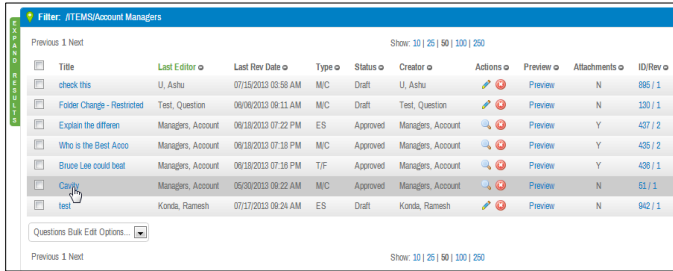 EXPAND RESULTS
Filter: /ITEMS/Account Managers
Previous 1 Next Show: 10 | 25 | 50 | 100 | 250
Title Last Editor Last Rev Date Type Status Creator Actions Preview Attachments ID/Rev
check this U, Ashu 07/15/2013 03:58 AM M/C Draft U, Ashu Preview N 895 / 1
Folder Change - Restricted Test, Question 06/06/2013 09:11 AM M/C Draft Test, Question Preview N 130 / 1
Explain the differen Managers, Account 06/18/2013 07:22 PM ES Approved Managers, Account Preview Y 437 / 2
Who is the Best Acco Managers, Account 06/18/2013 07:18 PM M/C Approved Managers, Account Preview Y 435 / 2
Bruce Lee could beat Managers, Account 06/18/2013 07:16 PM T/F Approved Managers, Account Preview Y 436 / 1
Cavity Managers, Account 05/30/2013 09:22 AM M/C Approved Managers, Account Preview N 51 / 1
test Konda, Ramesh 07/17/2013 09:24 AM ES Draft Konda, Ramesh Preview N 942 / 1
Questions Bulk Edit Options...
Previous 1 Next Show: 10 | 25 | 50 | 100 | 250